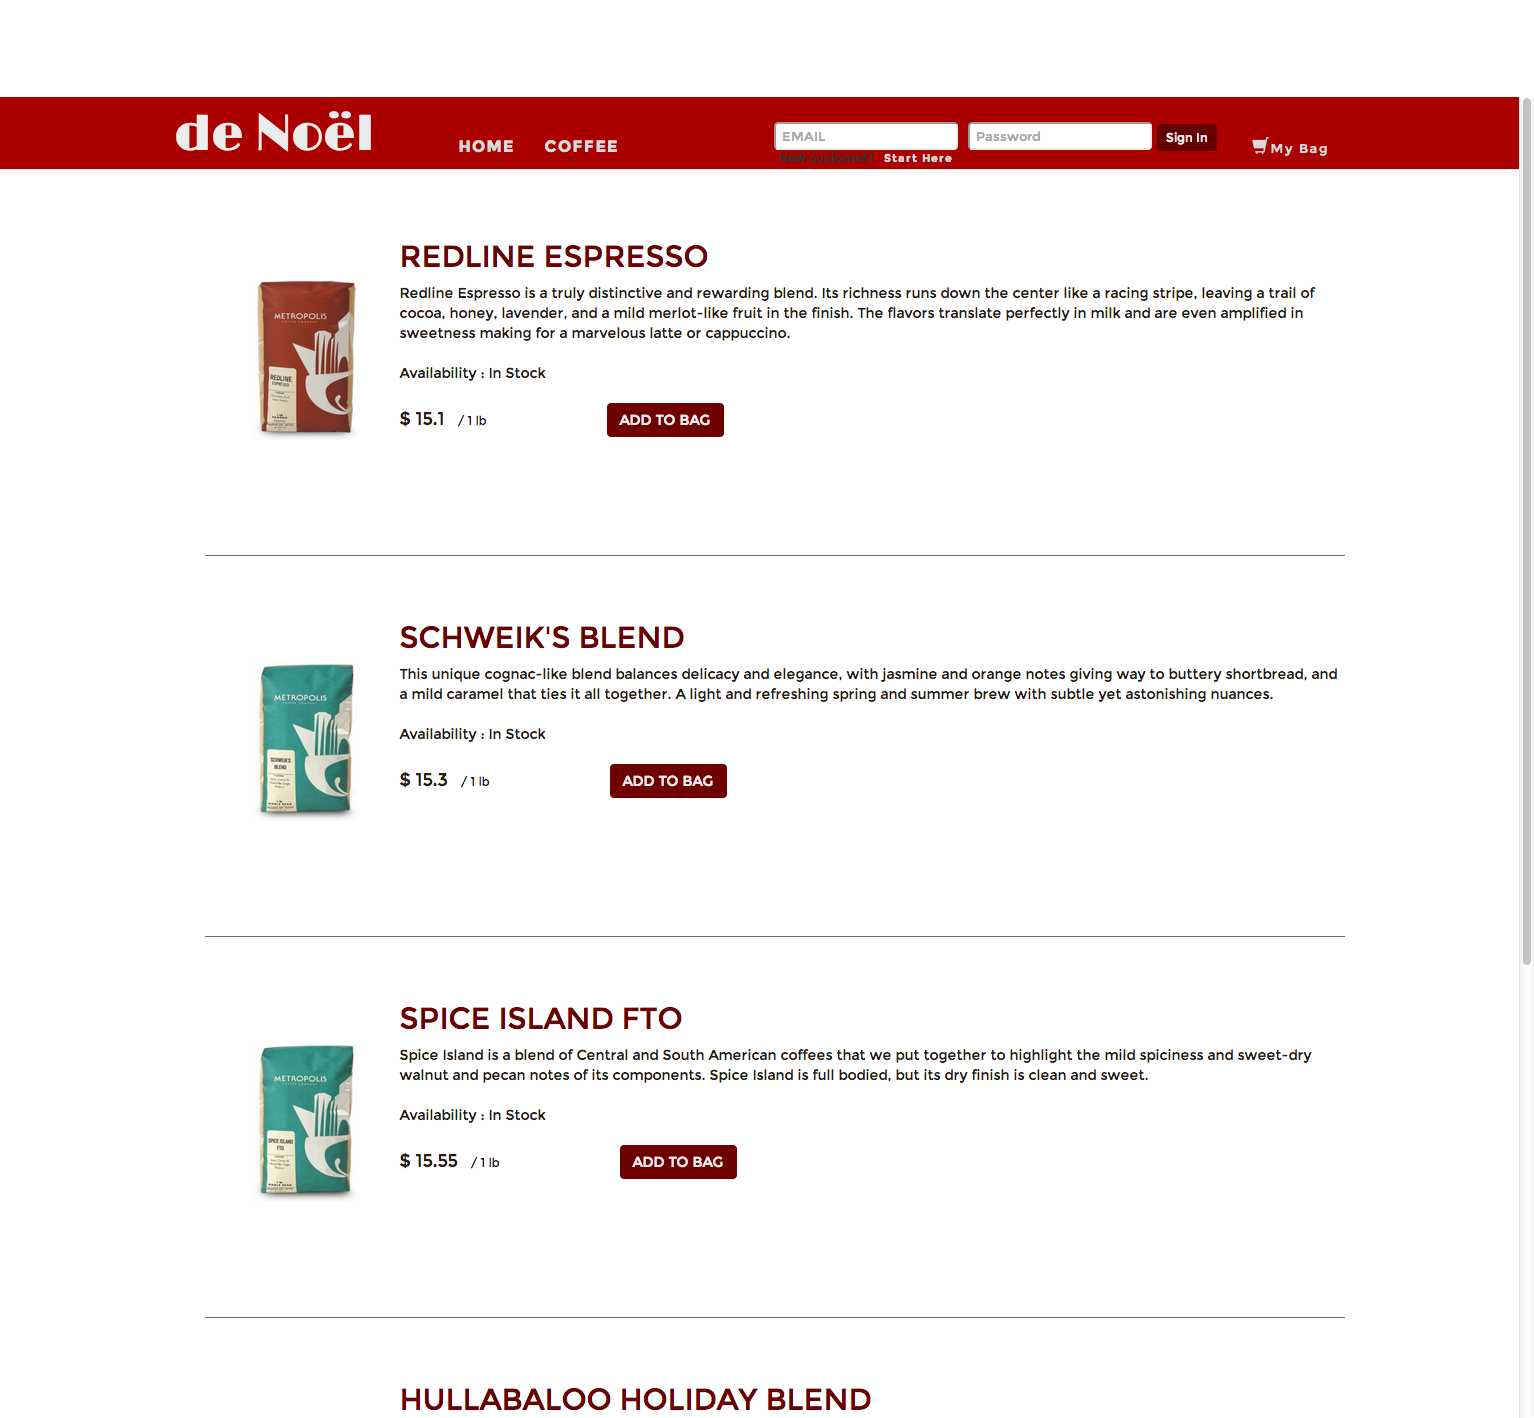 de Noël
HOME COFFEE
EMAIL Password Sign In
New customer? Start Here
My Bag
REDLINE ESPRESSO
Redline Espresso is a truly distinctive and rewarding blend. Its richness runs down the center like a racing stripe, leaving a trail of
cocoa, honey, lavender, and a mild merlot-like fruit in the finish. The flavors translate perfectly in milk and are even amplified in
sweetness making for a marvelous latte or cappuccino.
METROPOLIS
COFFEE COMPANY
REDLINE
ESPRESSO
Availability : In Stock
$ 15.1 / 1 lb ADD TO BAG
SCHWEIK'S BLEND
This unique cognac-like blend balances delicacy and elegance, with jasmine and orange notes giving way to buttery shortbread, and
a mild caramel that ties it all together. A light and refreshing spring and summer brew with subtle yet astonishing nuances.
METROPOLIS
COFFEE COMPANY
SCHWEIK'S
BLEND
Availability : In Stock
$ 15.3 / 1 lb ADD TO BAG
SPICE ISLAND FTO
Spice Island is a blend of Central and South American coffees that we put together to highlight the mild spiciness and sweet-dry
walnut and pecan notes of its components. Spice Island is full bodied, but its dry finish is clean and sweet.
METROPOLIS
COFFEE COMPANY
SPICE ISLAND
FTO
Availability : In Stock
$ 15.55 / 1 lb ADD TO BAG
HULLABALOO HOLIDAY BLEND